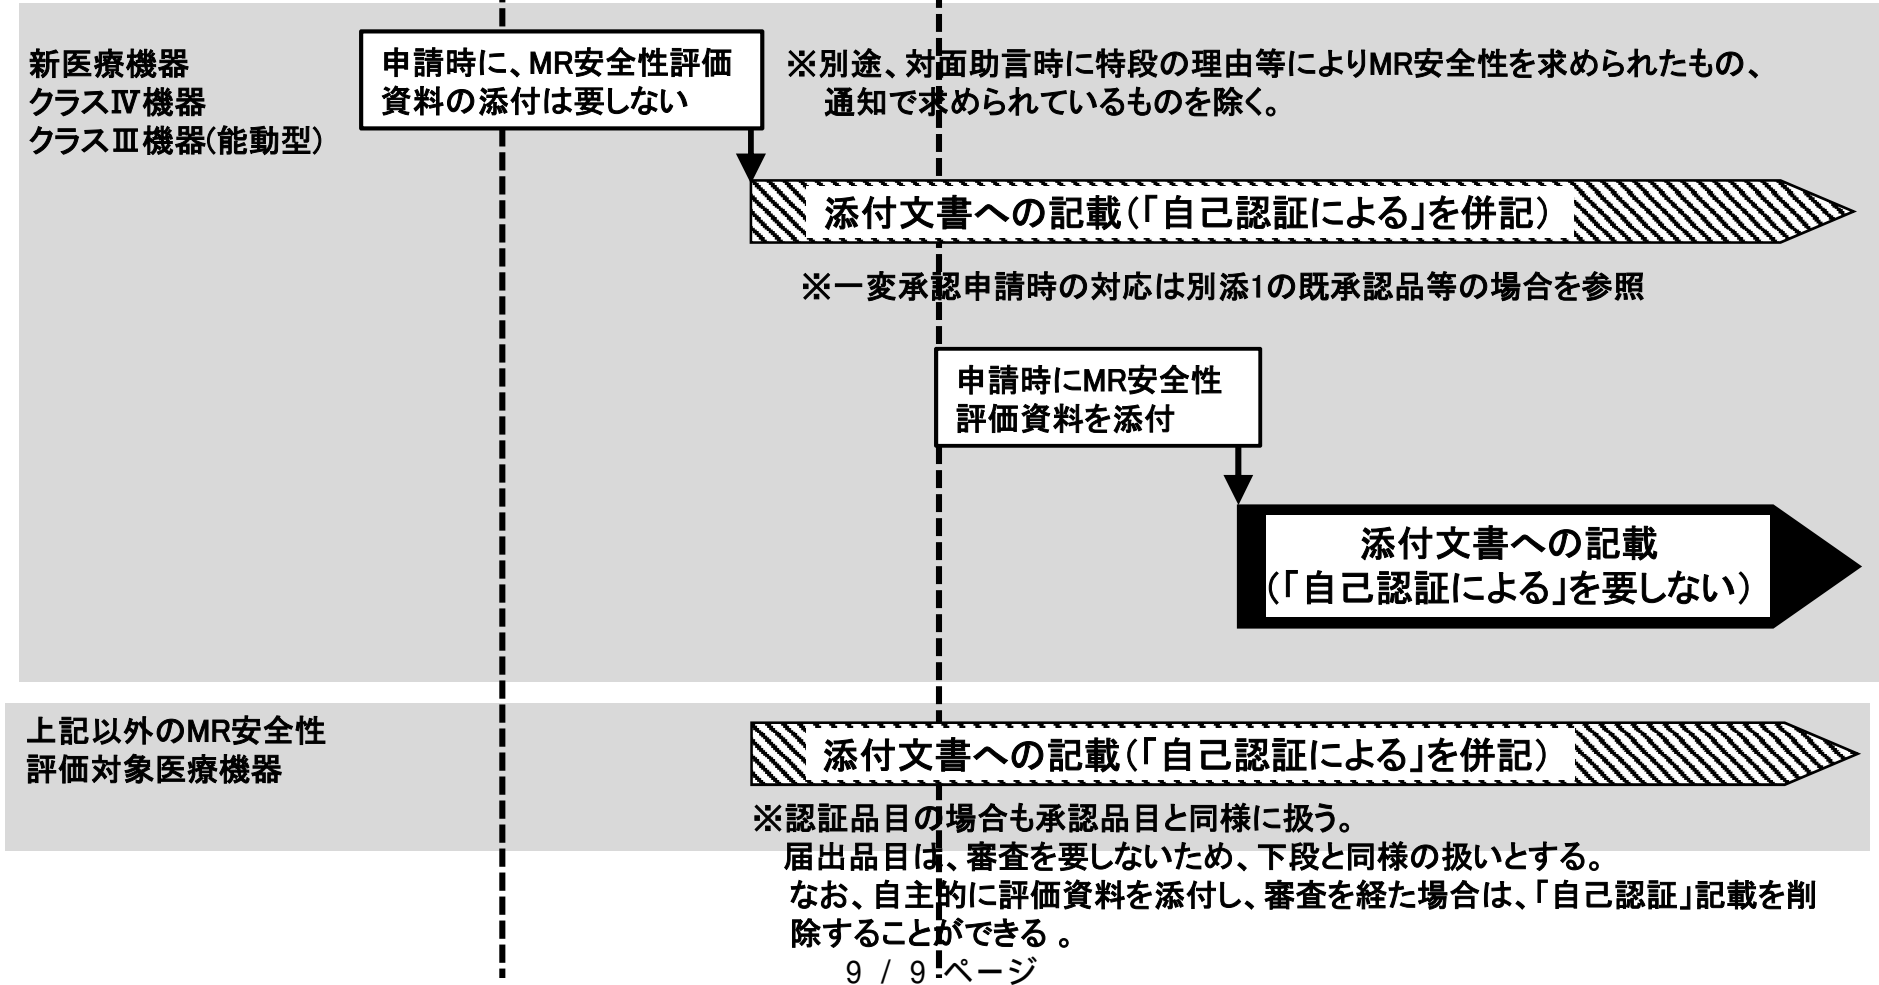 新医療機器
クラスⅣ機器
クラスⅢ機器(能動型)
申請時に、MR安全性評価
資料の添付は要しない
※別途、対面助言時に特段の理由等によりMR安全性を求められたもの、
通知で求められているものを除く。
添付文書への記載(「自己認証による」を併記)
※一変承認申請時の対応は別添1の既承認品等の場合を参照
申請時にMR安全性
評価資料を添付
添付文書への記載
(「自己認証による」を要しない)
上記以外のMR安全性
評価対象医療機器
添付文書への記載(「自己認証による」を併記)
※認証品目の場合も承認品目と同様に扱う。
届出品目は、審査を要しないため、下段と同様の扱いとする。
なお、自主的に評価資料を添付し、審査を経た場合は、「自己認証」記載を削
除することができる 。
9 / 9 ページ